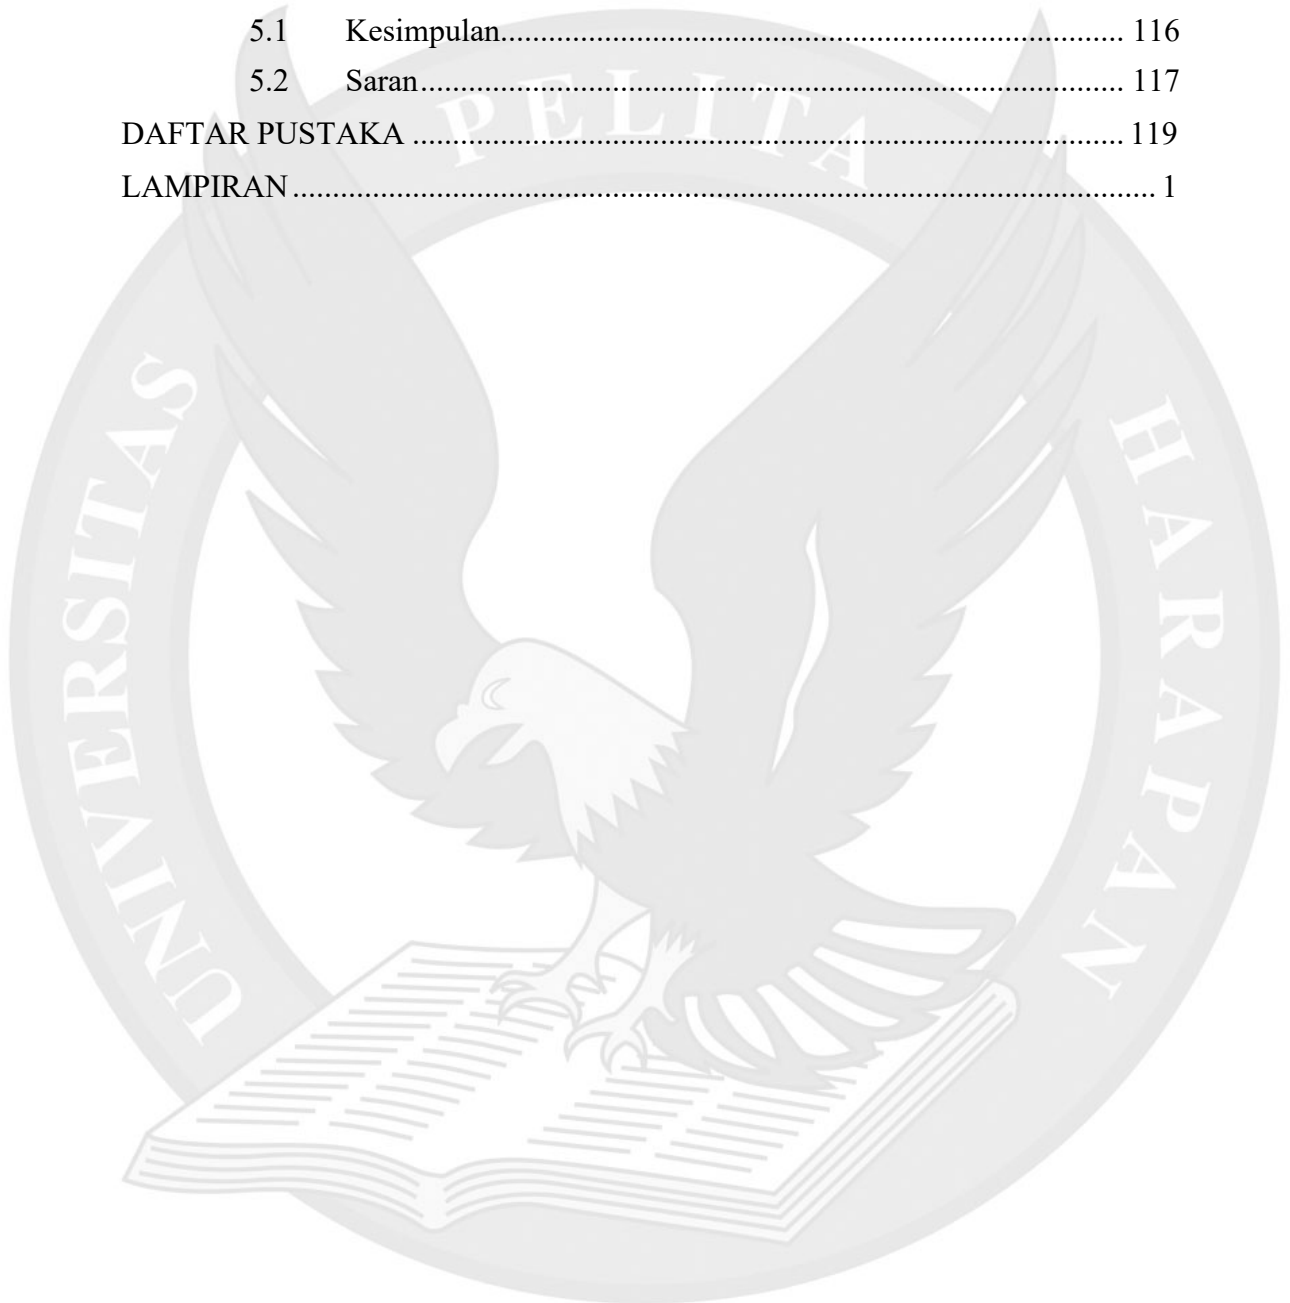 5.1 Kesimpulan........................................................................... 116
5.2 Saran..................................................................................... 117
DAFTAR PUSTAKA ...................................................................................... 119
LAMPIRAN........................................................................................................ 1
UNIVERSITAS PELITA HARAPAN